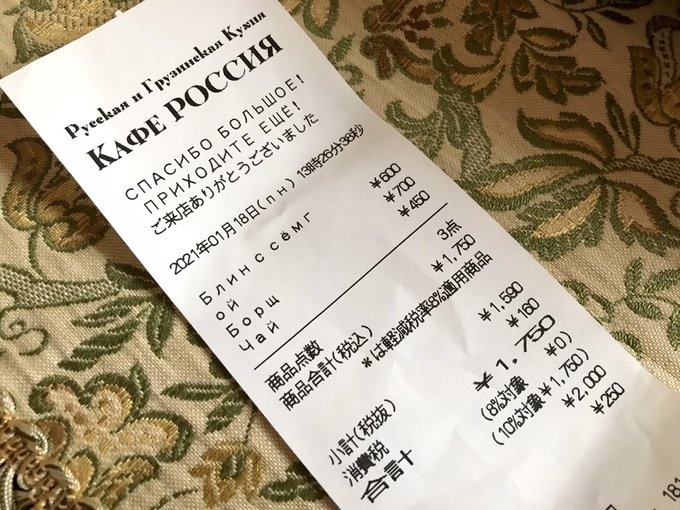 Русская и Грузинская Кухня
КАФЕ РОССИЯ
СПАСИБО БОЛЬШОЕ!
ПРИХОДИТЕ ЕЩЕ!
ご来店ありがとうございました
2021年01月18日(пн) 13時26分38秒
Блин с сёмг ¥600
ой
Борщ ¥700
Чай ¥450
商品点数 3点
商品合計(税込) ¥1,750
*は軽減税率8%適用商品
小計(税抜) ¥1,590
消費税 ¥160
合計 ¥1,750
(8%対象 ¥0)
(10%対象 ¥1,750)
¥2,000
¥250
181